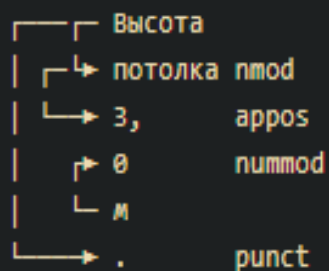 Высота
потолка nmod
3, appos
0 nummod
м
. punct